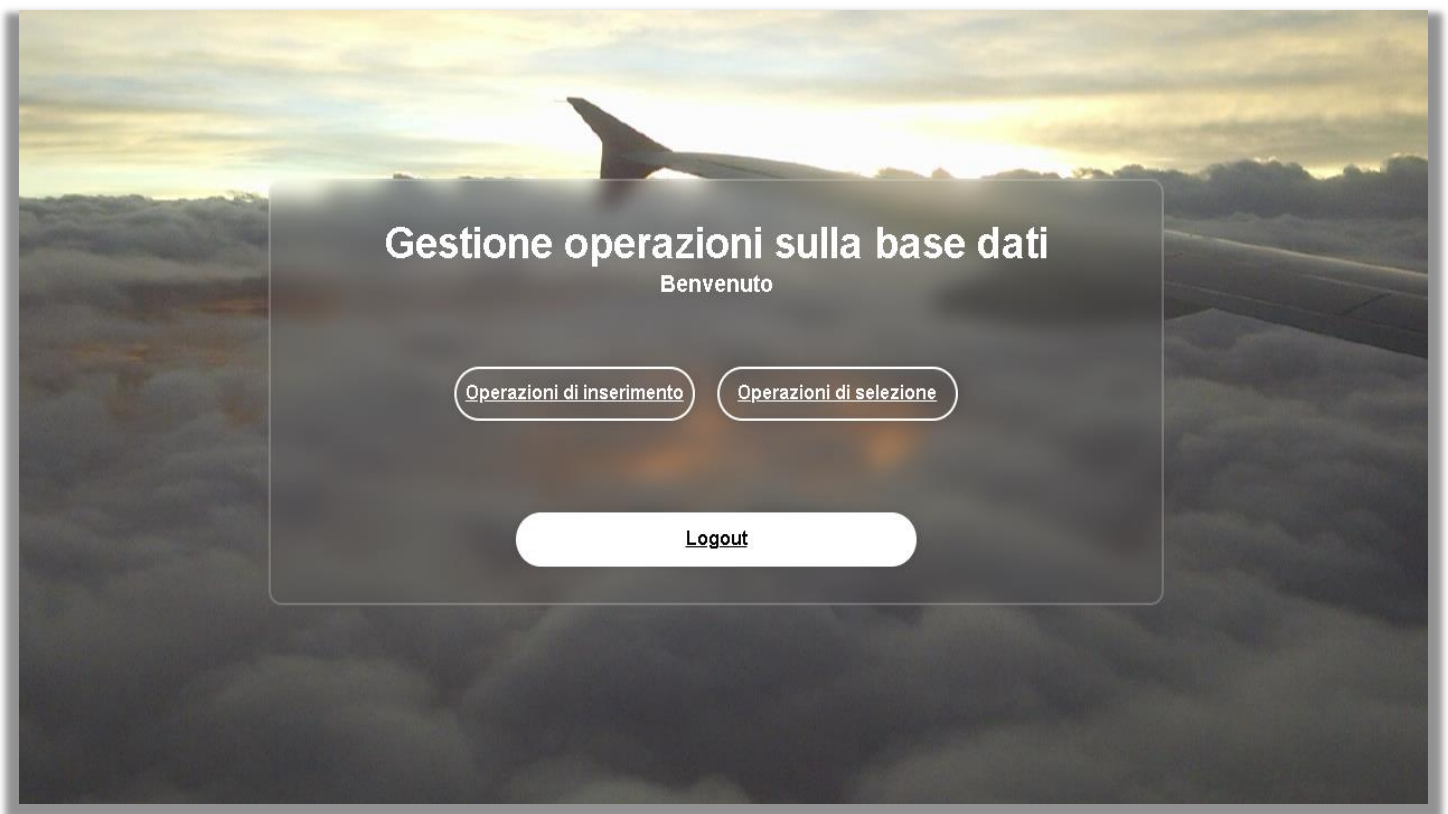 Gestione operazioni sulla base dati
Benvenuto
Operazioni di inserimento Operazioni di selezione
Logout